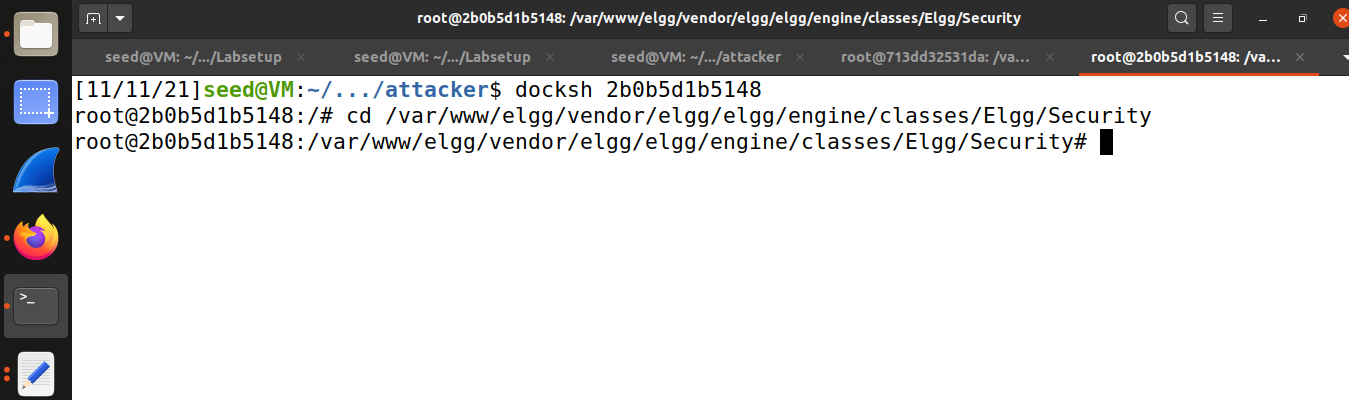 root@2b0b5d1b5148: /var/www/elgg/vendor/elgg/elgg/engine/classes/Elgg/Security
seed@VM: ~/.../Labsetup
seed@VM: ~/.../Labsetup
seed@VM: ~/.../attacker
root@713dd32531da: /va...
root@2b0b5d1b5148: /va...
[11/11/21]seed@VM:~/.../attacker$ docksh 2b0b5d1b5148
root@2b0b5d1b5148:/# cd /var/www/elgg/vendor/elgg/elgg/engine/classes/Elgg/Security
root@2b0b5d1b5148:/var/www/elgg/vendor/elgg/elgg/engine/classes/Elgg/Security#